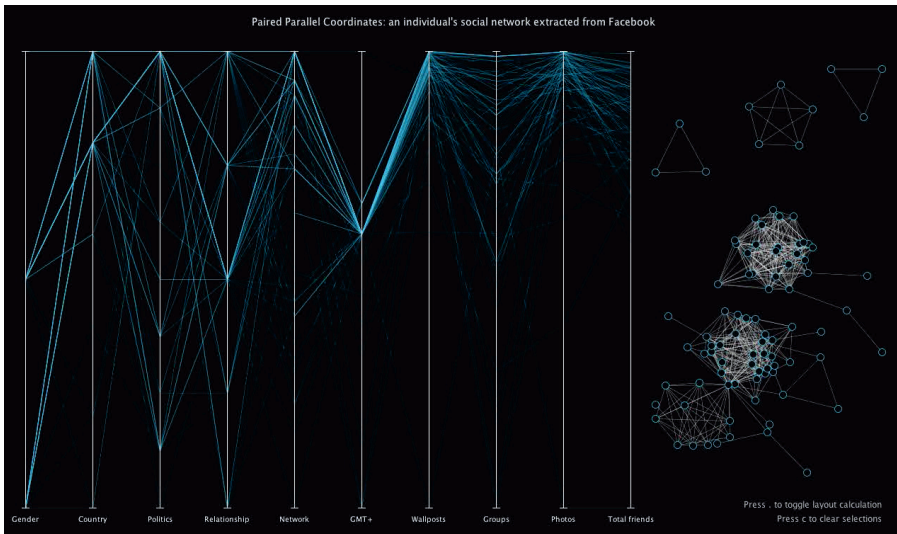 Paired Parallel Coordinates: an individual's social network extracted from Facebook
Gender Country Politics Relationship Network GMT+ Wallposts Groups Photos Total friends
Press . to toggle layout calculation
Press c to clear selections